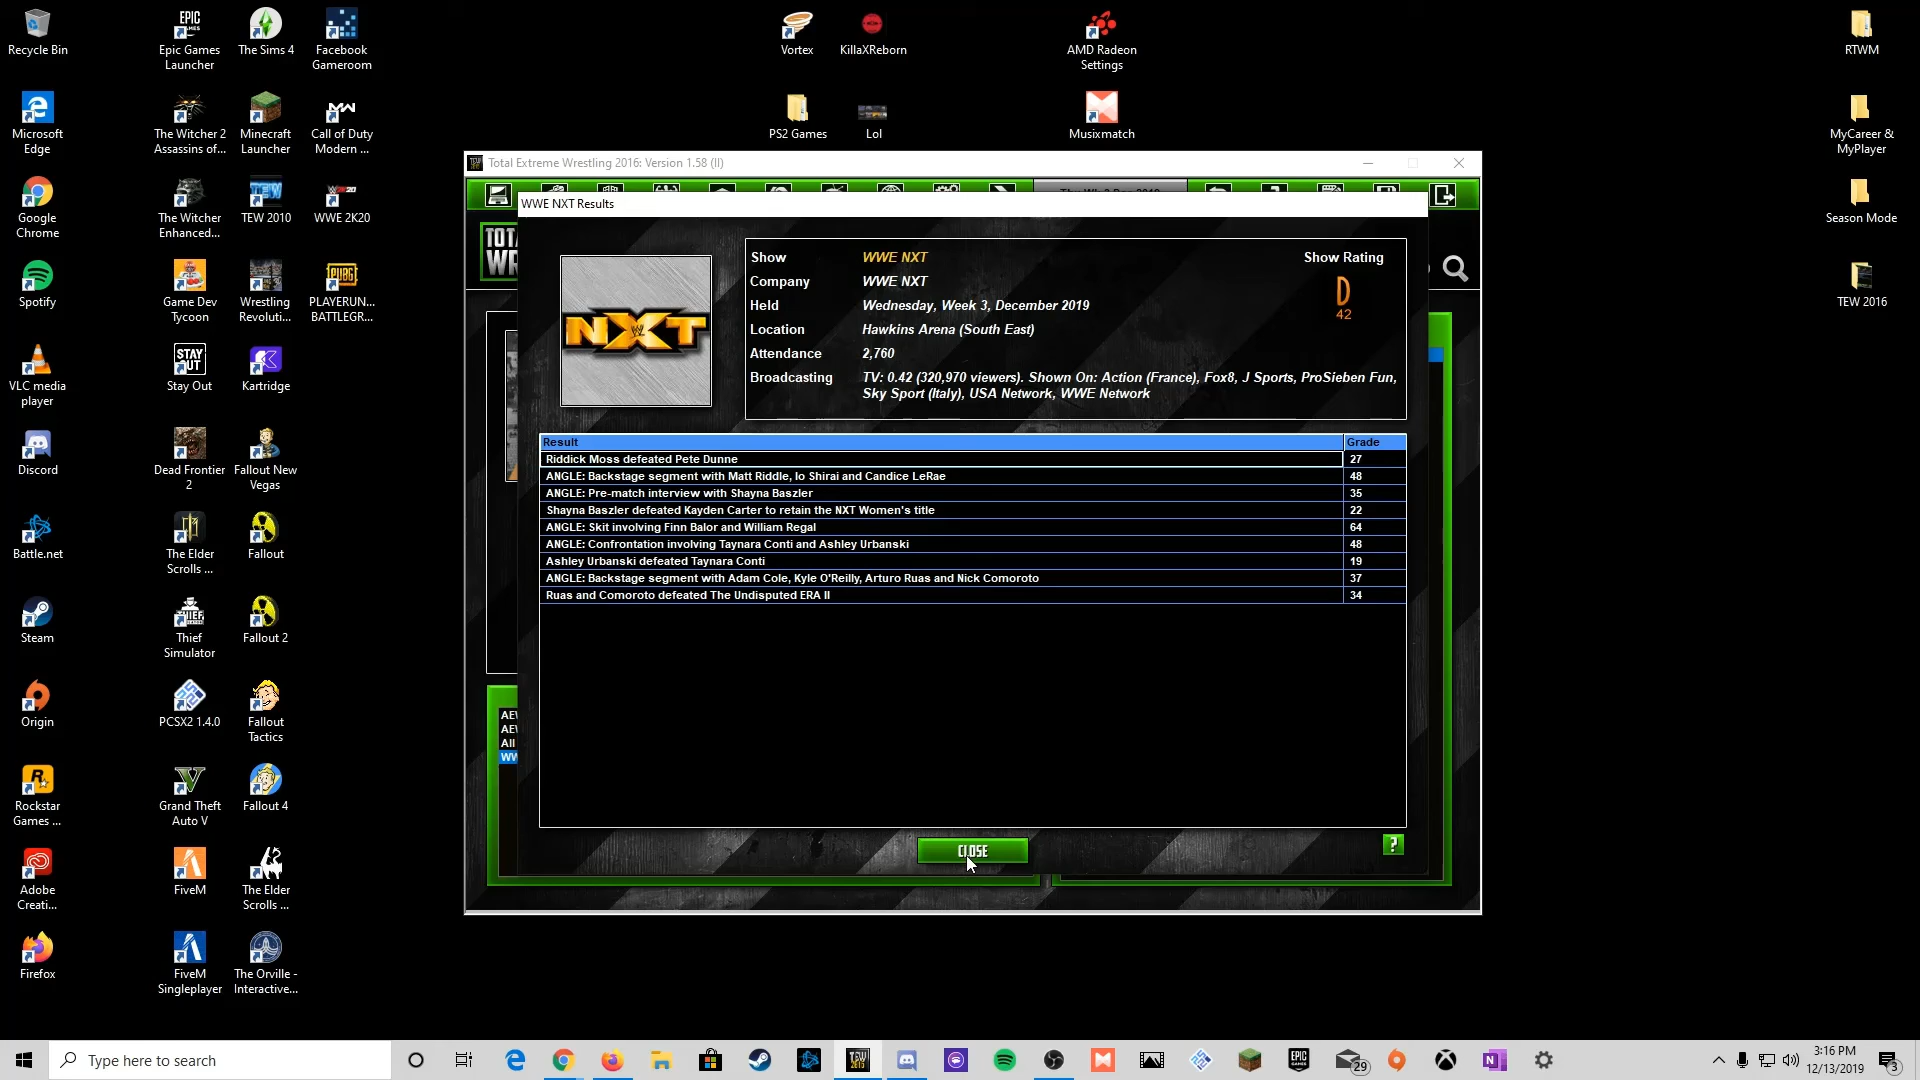 Recycle Bin
Epic Games
Launcher
The Sims 4
Facebook
Gameroom
Vortex
KillaXReborn
AMD Radeon
Settings
RTWM
Microsoft
Edge
The Witcher 2
Assassins of...
Minecraft
Launcher
Call of Duty
Modern ...
PS2 Games
Lol
Musixmatch
MyCareer &
MyPlayer
Google
Chrome
The Witcher
Enhanced...
TEW 2010
WWE 2K20
Season Mode
Spotify
Game Dev
Tycoon
Wrestling
Revoluti...
PLAYERUN...
BATTLEGR...
TEW 2016
VLC media
player
Stay Out
Kartridge
Discord
Dead Frontier
2
Fallout New
Vegas
Battle.net
The Elder
Scrolls ...
Fallout
Steam
Thief
Simulator
Fallout 2
Origin
PCSX2 1.4.0
Fallout
Tactics
Rockstar
Games ...
Grand Theft
Auto V
Fallout 4
Adobe
Creati...
FiveM
The Elder
Scrolls ...
Firefox
FiveM
Singleplayer
The Orville -
Interactive...
Total Extreme Wrestling 2016: Version 1.58 (II)
WWE NXT Results
NXT
Show WWE NXT
Company WWE NXT
Held Wednesday, Week 3, December 2019
Location Hawkins Arena (South East)
Attendance 2,760
Broadcasting TV: 0.42 (320,970 viewers). Shown On: Action (France), Fox8, J Sports, ProSieben Fun,
Sky Sport (Italy), USA Network, WWE Network
Show Rating
D
42
Result Grade
Riddick Moss defeated Pete Dunne 27
ANGLE: Backstage segment with Matt Riddle, Io Shirai and Candice LeRae 48
ANGLE: Pre-match interview with Shayna Baszler 35
Shayna Baszler defeated Kayden Carter to retain the NXT Women's title 22
ANGLE: Skit involving Finn Balor and William Regal 64
ANGLE: Confrontation involving Taynara Conti and Ashley Urbanski 48
Ashley Urbanski defeated Taynara Conti 19
ANGLE: Backstage segment with Adam Cole, Kyle O'Reilly, Arturo Ruas and Nick Comoroto 37
Ruas and Comoroto defeated The Undisputed ERA II 34
CLOSE
?
Type here to search
29
3:16 PM
12/13/2019
3